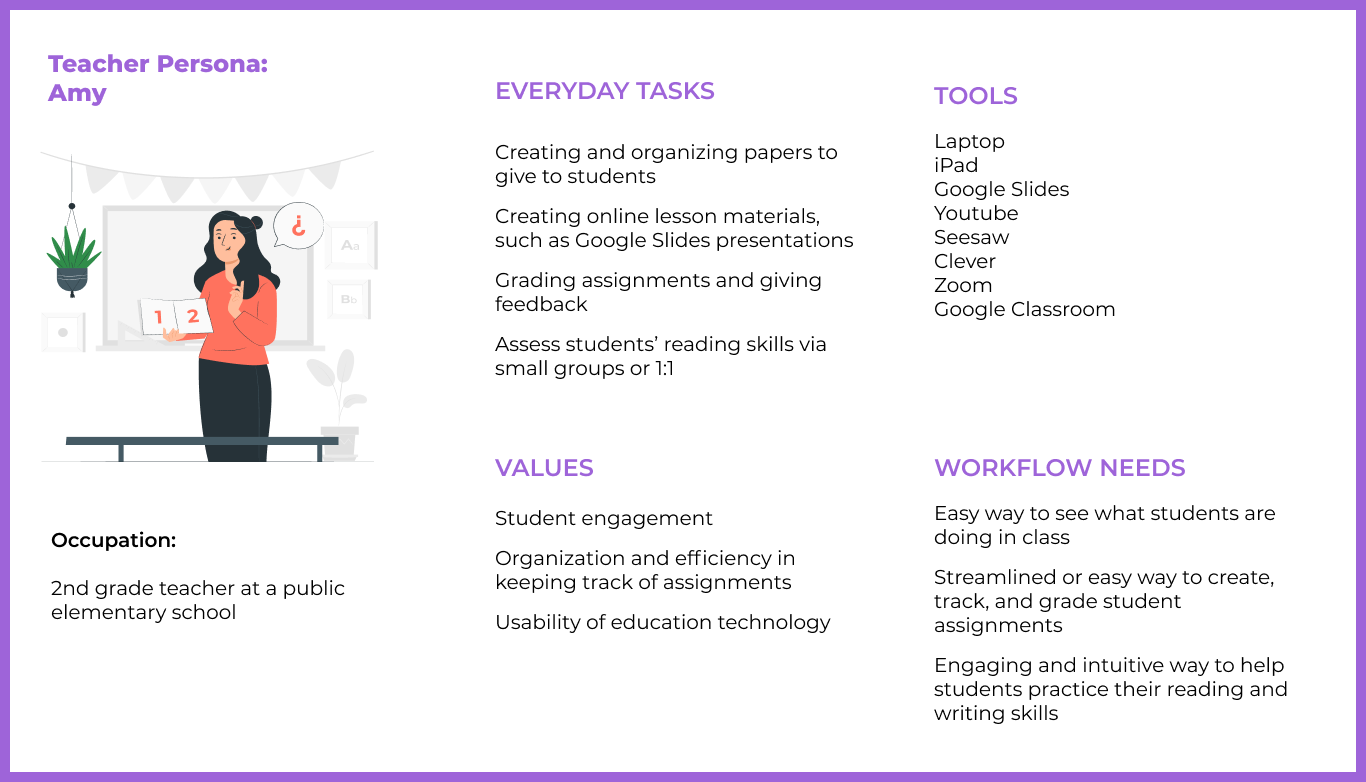 Teacher Persona:
Amy
¿
Aa
Bb
1 2
Occupation:
2nd grade teacher at a public
elementary school
EVERYDAY TASKS
Creating and organizing papers to
give to students
Creating online lesson materials,
such as Google Slides presentations
Grading assignments and giving
feedback
Assess students’ reading skills via
small groups or 1:1
VALUES
Student engagement
Organization and efficiency in
keeping track of assignments
Usability of education technology
TOOLS
Laptop
iPad
Google Slides
Youtube
Seesaw
Clever
Zoom
Google Classroom
WORKFLOW NEEDS
Easy way to see what students are
doing in class
Streamlined or easy way to create,
track, and grade student
assignments
Engaging and intuitive way to help
students practice their reading and
writing skills